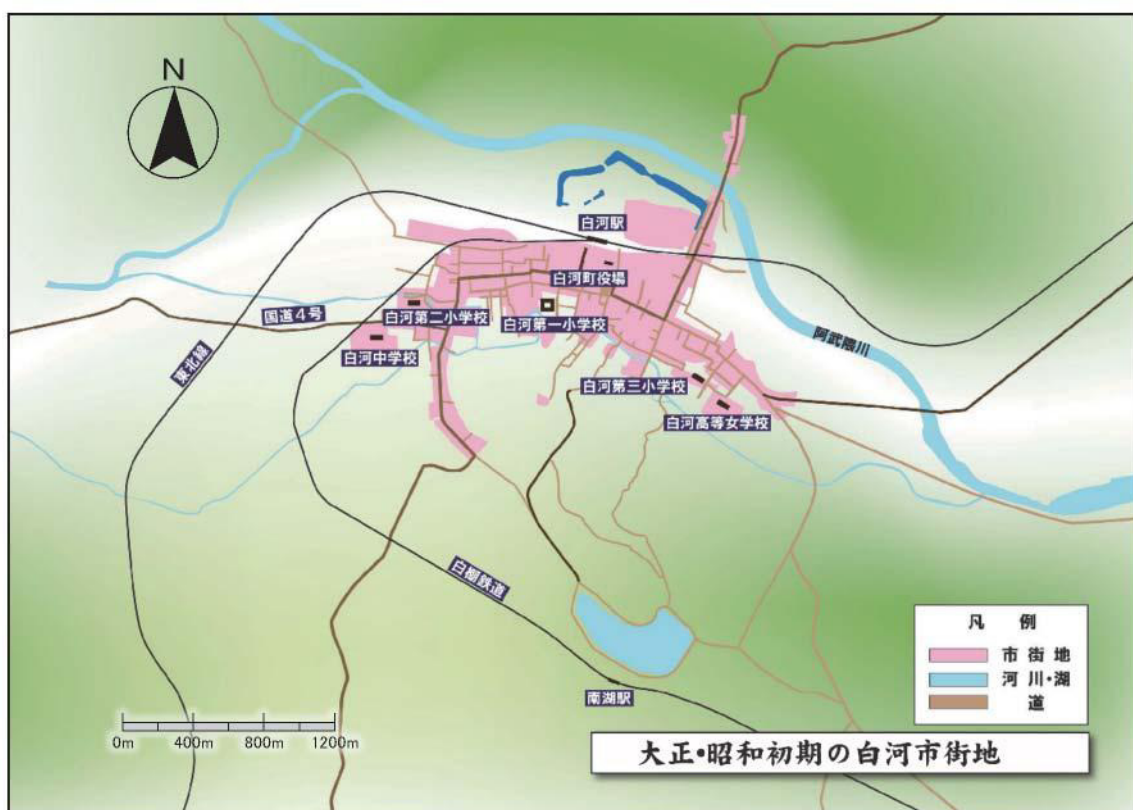 N
白河駅
白河町役場
国道4号
白河第二小学校
白河第一小学校
東北線
白河中学校
阿武隈川
白河第三小学校
白河高等女学校
白棚鉄道
南湖駅
凡 例
市街地
河川・湖
道
0m 400m 800m 1200m
大正・昭和初期の白河市街地